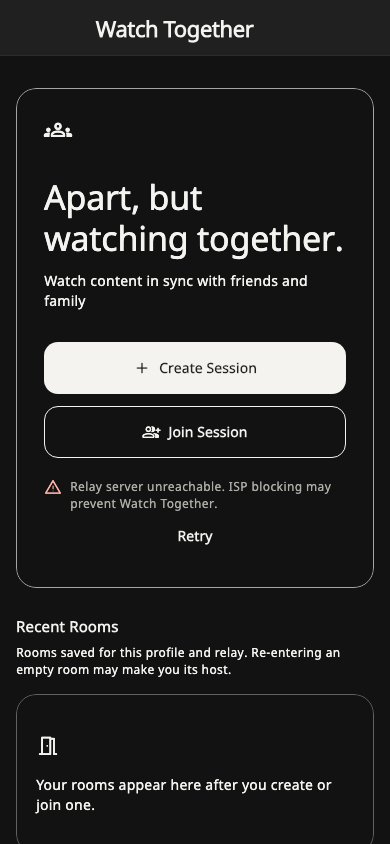 Watch Together
Apart, but
watching together.
Watch content in sync with friends and
family
Create Session
Join Session
Relay server unreachable. ISP blocking may
prevent Watch Together.
Retry
Recent Rooms
Rooms saved for this profile and relay. Re-entering an
empty room may make you its host.
Your rooms appear here after you create or
join one.